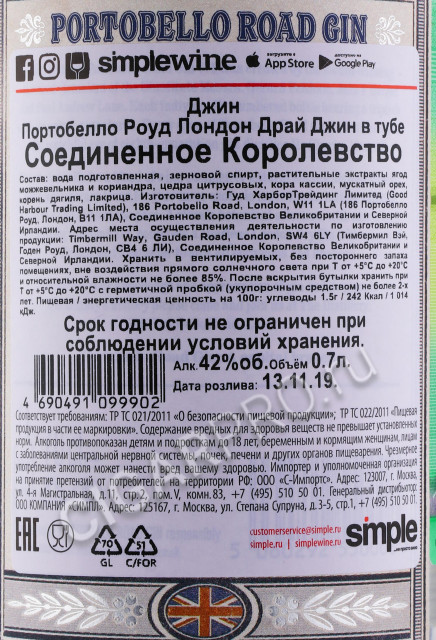 PORTOBELLO ROAD GIN
simplewine загрузите в App Store доступно на Google Play
Джин
Портобелло Роуд Лондон Драй Джин в тубе
Соединенное Королевство
Состав: вода подготовленная, зерновой спирт, растительные экстракты ягод
можжевельника и кориандра, цедра цитрусовых, кора кассии, мускатный орех,
корень дягиля, лакрица. Изготовитель: Гуд ХарборТрейдинг Лимитед (Good
Harbour Trading Limited), 186 Portobello Road, London, W11 1LA (186 Портобелло
Роуд, Лондон, В11 1ЛА), Соединенное Королевство Великобритании и Северной
Ирландии. Адрес места осуществления деятельности по изготовлению
продукции: Timbermill Way, Gauden Road, London, SW4 6LY (Тимбермил Вэй,
Годен Роуд, Лондон, СВ4 6 ЛИ), Соединенное Королевство Великобритании и
Северной Ирландии. Хранить в вентилируемых, без постороннего запаха
помещениях, вне воздействия прямого солнечного света при Т от +5°С до +20°С
и относительной влажности не более 85%. После вскрытия бутылки хранить при
Т от +5°С до +20°С с герметичной пробкой (укупорочным средством) не более 2-х
лет. Пищевая / энергетическая ценность на 100г: углеводы 1.5г / 242 Ккал / 1 014
кДж.
Срок годности не ограничен при
соблюдении условий хранения.
Алк.42%об.Объём 0.7л.
Дата розлива: 13.11.19.
4 690491 099902
Соответствует требованиям: ТР ТС 021/2011 «О безопасности пищевой продукции»; ТР ТС 022/2011 «Пищевая
продукция в части ее маркировки». Содержание вредных для здоровья веществ не превышает установленных
норм. Алкоголь противопоказан детям и подросткам до 18 лет, беременным и кормящим женщинам, лицам
с заболеваниями центральной нервной системы, почек, печени и других органов пищеварения. Чрезмерное
употребление алкоголя может нанести вред вашему здоровью. Импортер и уполномоченная организация
на принятие претензий от потребителей на территории РФ: ООО «С-Импортс». Адрес: 123007, г. Москва,
ул. 4-я Магистральная, д.11, стр.2, пом.V, комн.83, +7 (495) 510 50 01. Генеральный дистрибьютор: ООО
«КОМПАНИЯ СИМПЛ». Адрес: 125167, г. Москва, ул. Степана Супруна, д.3-5, стр.1, +7 (495) 510 50 51.
EAC
70
GL
51
C/FOR
customerservice@simple.ru
simple.ru simplewine.ru
simple